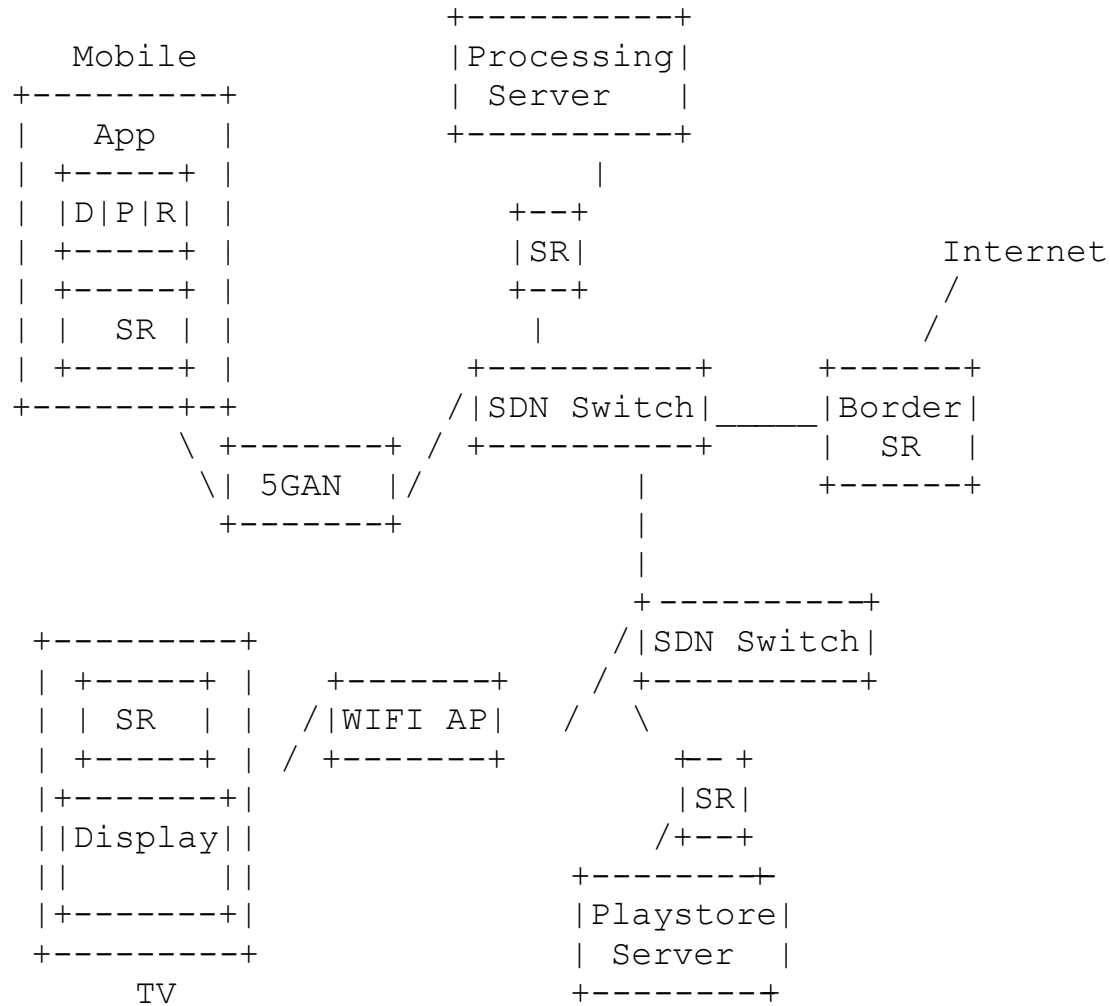 Mobile
App
D|P|R
SR
Processing
Server
SR
Internet
SDN Switch
Border
SR
5GAN
SDN Switch
SR
WIFI AP
Display
TV
SR
Playstore
Server